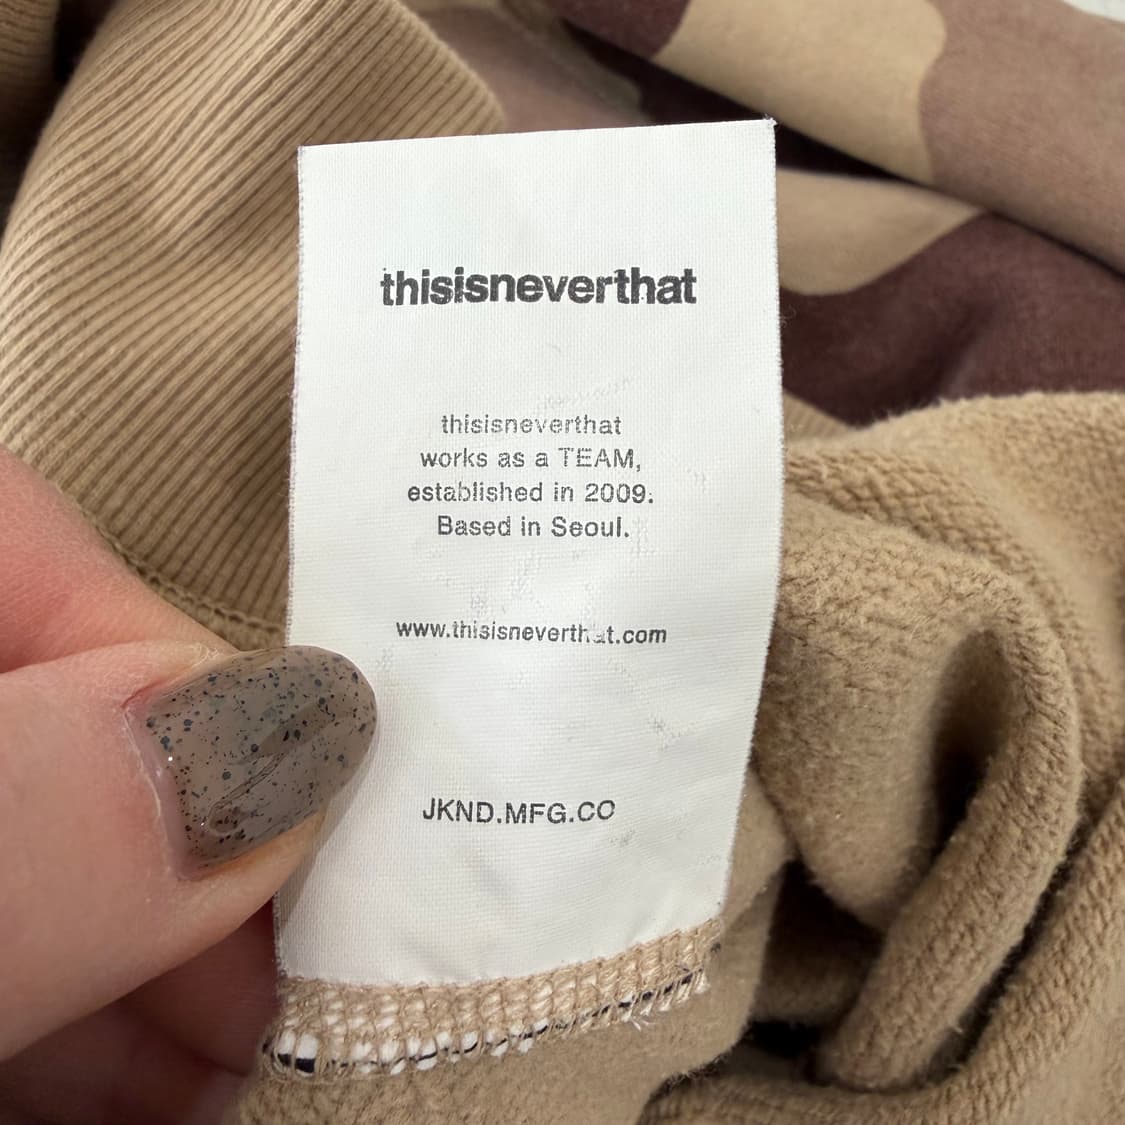 thisisneverthat
thisisneverthat
works as a TEAM,
established in 2009.
Based in Seoul.
www.thisisneverthat.com
JKND.MFG.CO